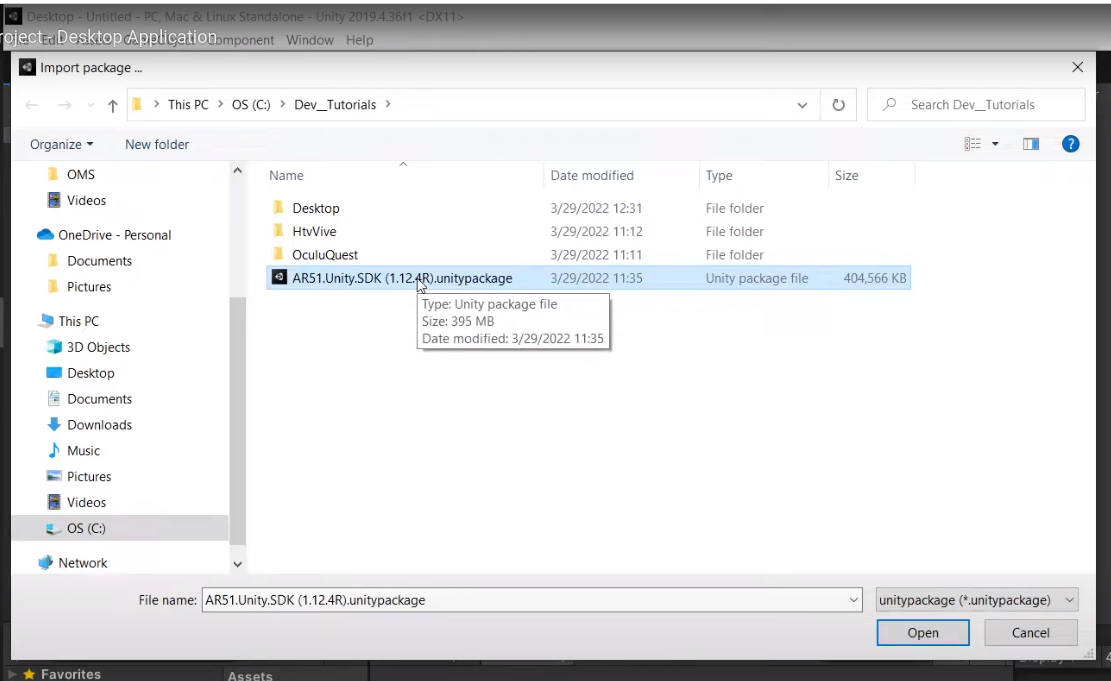 Desktop - Untitled - PC, Mac & Linux Standalone - Unity 2019.4.36f1 <DX11>
roject - Desktop Application
Edit Component Window Help
Import package ...
This PC > OS (C:) > Dev__Tutorials >
Search Dev__Tutorials
Organize New folder
Name Date modified Type Size
OMS
Videos
OneDrive - Personal
Documents
Pictures
This PC
3D Objects
Desktop
Documents
Downloads
Music
Pictures
Videos
OS (C:)
Network
Desktop 3/29/2022 12:31 File folder
HtvVive 3/29/2022 11:12 File folder
OculuQuest 3/29/2022 11:11 File folder
AR51.Unity.SDK (1.12.4R).unitypackage 3/29/2022 11:35 Unity package file 404,566 KB
Type: Unity package file
Size: 395 MB
Date modified: 3/29/2022 11:35
File name: AR51.Unity.SDK (1.12.4R).unitypackage unitypackage (*.unitypackage)
Open Cancel
Favorites Assets